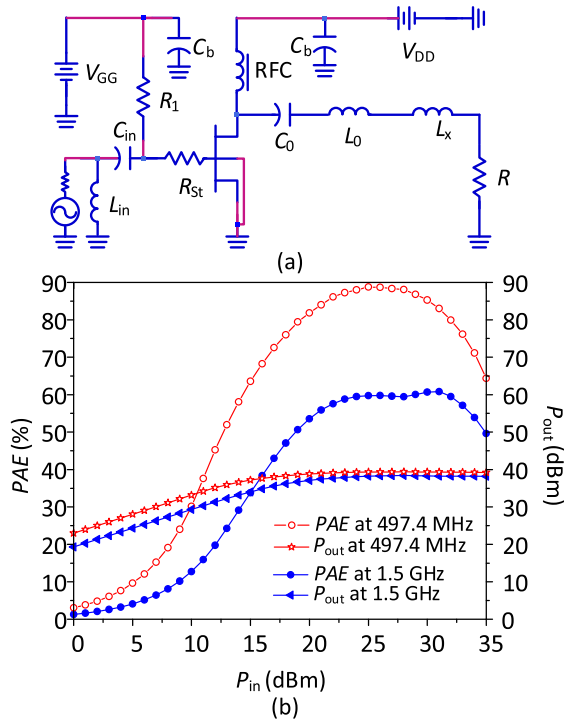 V_GG
C_b
R_1
C_in
L_in
R_St
RFC
C_b
V_DD
C_0
L_0
L_x
R
(a)
PAE (%)
90
80
70
60
50
40
30
20
10
0
PAE at 497.4 MHz
P_out at 497.4 MHz
PAE at 1.5 GHz
P_out at 1.5 GHz
90
80
70
60
50
40
30
20
10
0
P_out (dBm)
0 5 10 15 20 25 30 35
P_in (dBm)
(b)